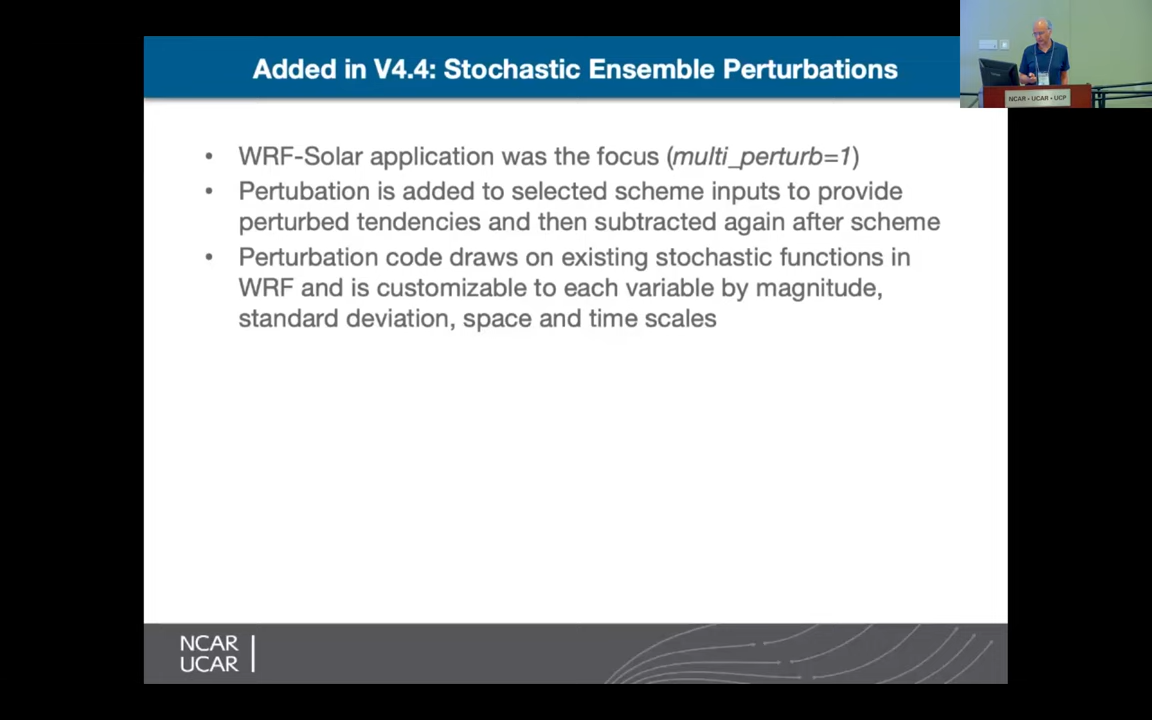 Added in V4.4: Stochastic Ensemble Perturbations
NCAR • UCAR • UCP
• WRF-Solar application was the focus (multi_perturb=1)
• Pertubation is added to selected scheme inputs to provide
perturbed tendencies and then subtracted again after scheme
• Perturbation code draws on existing stochastic functions in
WRF and is customizable to each variable by magnitude,
standard deviation, space and time scales
NCAR
UCAR